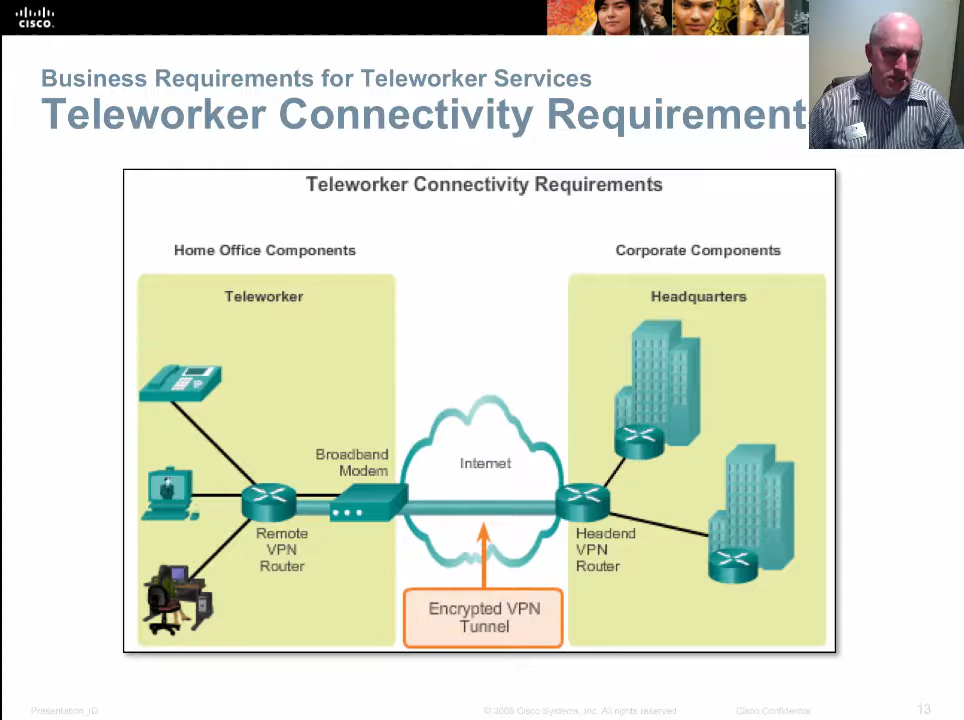 CISCO.
Business Requirements for Teleworker Services
Teleworker Connectivity Requirement
Teleworker Connectivity Requirements
Home Office Components
Corporate Components
Teleworker
Headquarters
Broadband
Modem
Internet
Remote
VPN
Router
Headend
VPN
Router
Encrypted VPN
Tunnel
Presentation_ID
© 2008 Cisco Systems, Inc. All rights reserved.
Cisco Confidential
13